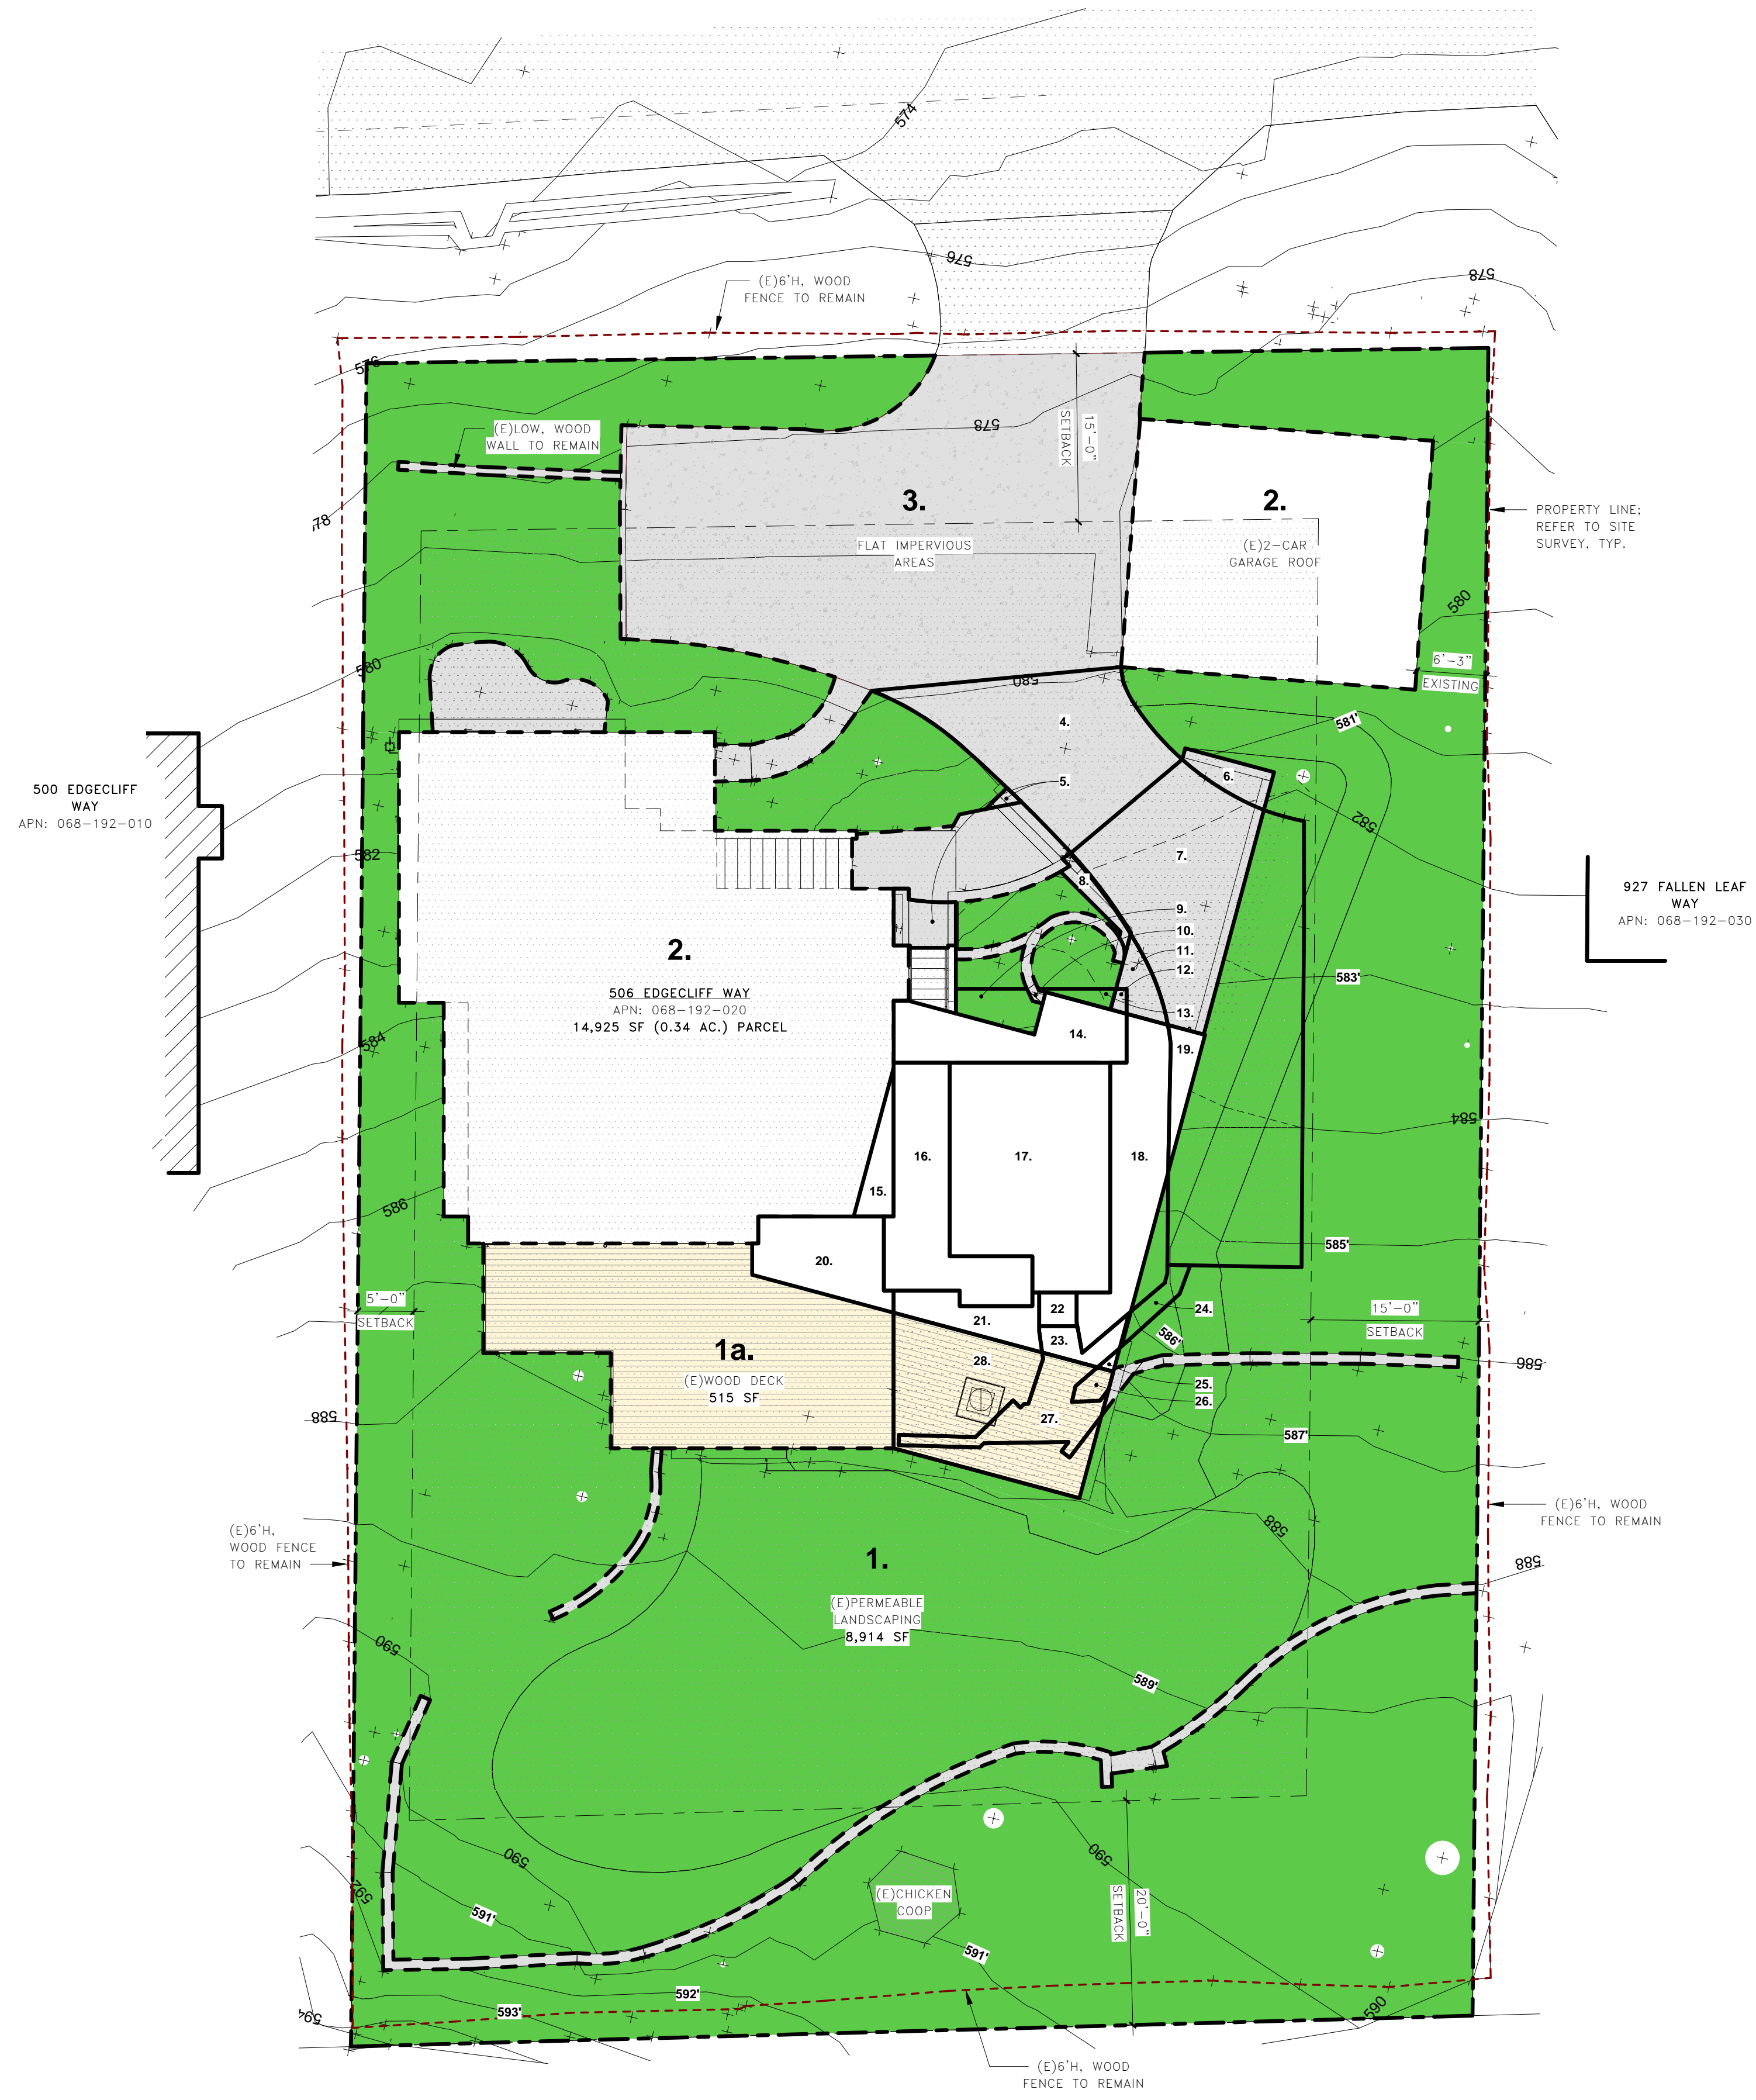 574
576
578
(E)6'H, WOOD
FENCE TO REMAIN
576
(E)LOW, WOOD
WALL TO REMAIN
578
15'-0"
SETBACK
3.
2.
PROPERTY LINE;
REFER TO SITE
SURVEY, TYP.
78
FLAT IMPERVIOUS
AREAS
(E)2-CAR
GARAGE ROOF
580
580
6'-3"
EXISTING
580
4.
581'
500 EDGECLIFF
WAY
APN: 068-192-010
5.
6.
582
582
7.
8.
927 FALLEN LEAF
WAY
APN: 068-192-030
9.
10.
11.
12.
2.
506 EDGECLIFF WAY
APN: 068-192-020
14,925 SF (0.34 AC.) PARCEL
583'
13.
14.
19.
584
584
16.
17.
18.
15.
586
20.
585'
5'-0"
SETBACK
22
24.
15'-0"
SETBACK
21.
23.
586'
1a.
(E)WOOD DECK
515 SF
28.
586
25.
26.
27.
588
587'
(E)6'H,
WOOD FENCE
TO REMAIN
588
(E)6'H, WOOD
FENCE TO REMAIN
1.
588
(E)PERMEABLE
LANDSCAPING
8,914 SF
590
589'
590
590
592
(E)CHICKEN
COOP
20'-0"
SETBACK
591'
591'
592'
593'
590
594
(E)6'H, WOOD
FENCE TO REMAIN